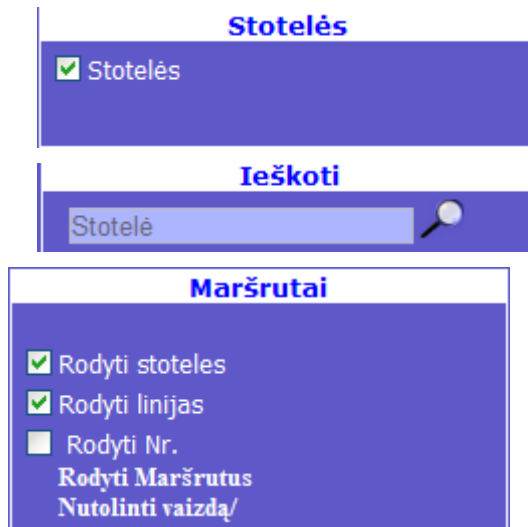 Stotelės
Stotelės
Ieškoti
Stotelė
Maršrutai
Rodyti stoteles
Rodyti linijas
Rodyti Nr.
Rodyti Maršrutus
Nutolinti vaizdą/